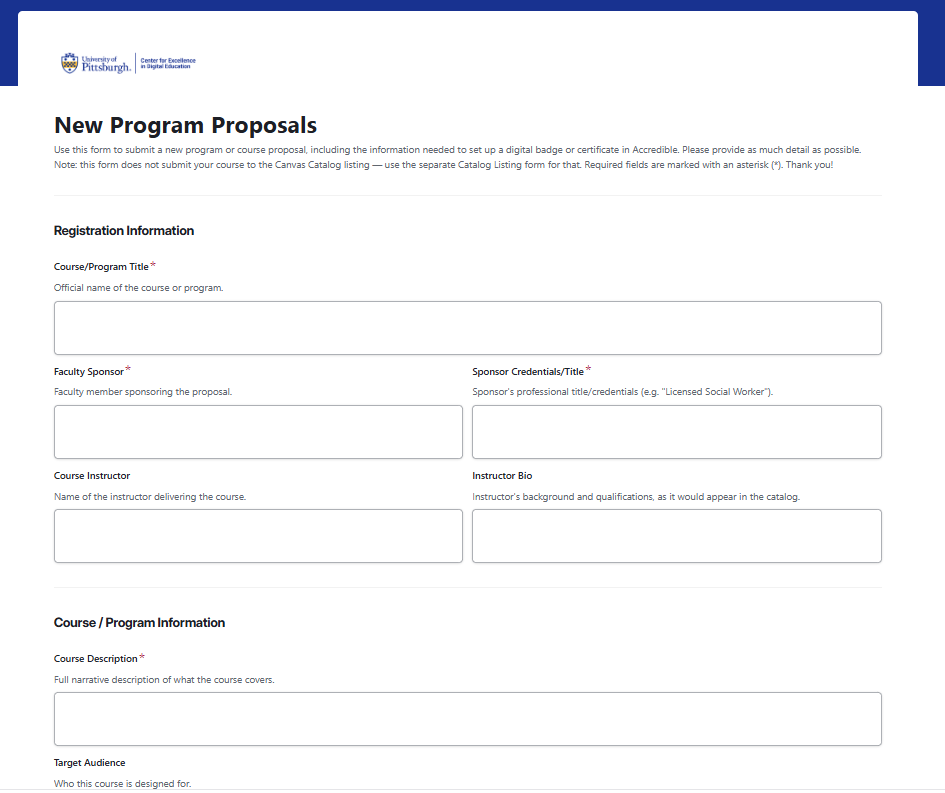 University of
Pittsburgh.
Center for Excellence
in Digital Education
New Program Proposals
Use this form to submit a new program or course proposal, including the information needed to set up a digital badge or certificate in Accredible. Please provide as much detail as possible.
Note: this form does not submit your course to the Canvas Catalog listing — use the separate Catalog Listing form for that. Required fields are marked with an asterisk (*). Thank you!
Registration Information
Course/Program Title *
Official name of the course or program.
Faculty Sponsor *
Sponsor Credentials/Title *
Faculty member sponsoring the proposal.
Sponsor's professional title/credentials (e.g. "Licensed Social Worker").
Course Instructor
Instructor Bio
Name of the instructor delivering the course.
Instructor's background and qualifications, as it would appear in the catalog.
Course / Program Information
Course Description *
Full narrative description of what the course covers.
Target Audience
Who this course is designed for.